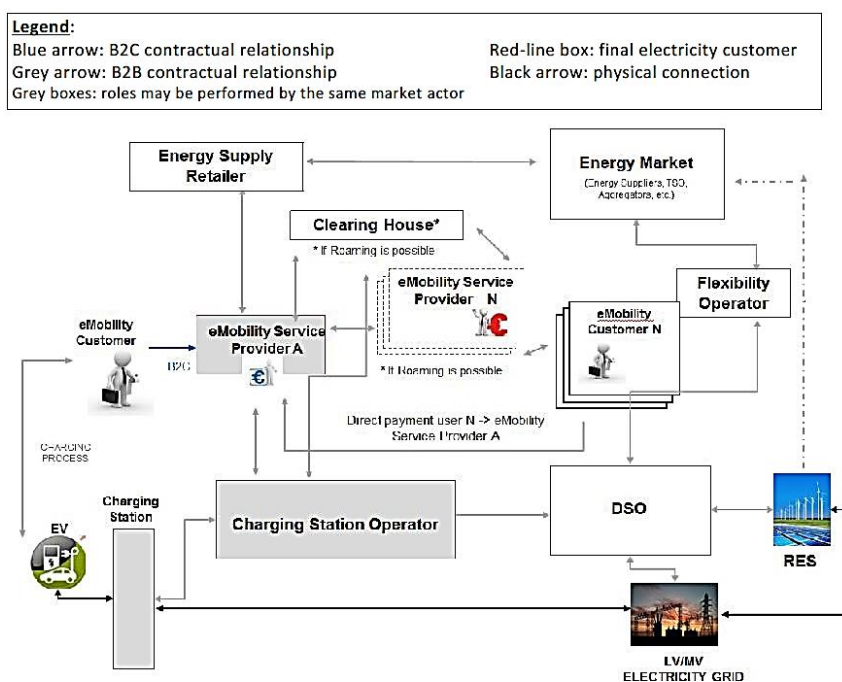 Legend:
Blue arrow: B2C contractual relationship
Grey arrow: B2B contractual relationship
Grey boxes: roles may be performed by the same market actor
Red-line box: final electricity customer
Black arrow: physical connection
Energy Supply
Retailer
Energy Market
(Energy Suppliers, TSO,
Aggregators, etc.)
Clearing House*
* If Roaming is possible
eMobility Service
Provider N
Flexibility
Operator
eMobility
Customer
B2C
eMobility Service
Provider A
* If Roaming is possible
eMobility
Customer N
Direct payment user N -> eMobility
Service Provider A
CHARGING
PROCESS
Charging
Station
EV
Charging Station Operator
DSO
RES
LV/MV
ELECTRICITY GRID